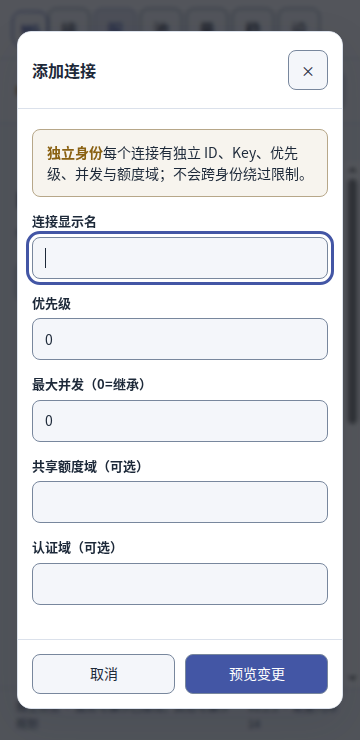 添加连接
×
独立身份每个连接有独立 ID、Key、优先
级、并发与额度域；不会跨身份绕过限制。
连接显示名
优先级
0
最大并发（0=继承）
0
共享额度域（可选）
认证域（可选）
取消
预览变更